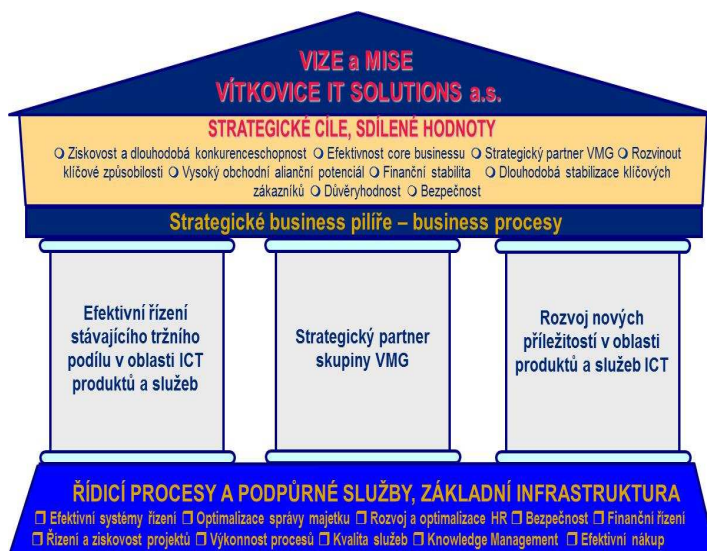 VIZE a MISE
VÍTKOVICE IT SOLUTIONS a.s.
STRATEGICKÉ CÍLE, SDÍLENÉ HODNOTY
❍ Ziskovost a dlouhodobá konkurenceschopnost ❍ Efektivnost core businessu ❍ Strategický partner VMG ❍ Rozvinout
klíčové způsobilosti ❍ Vysoký obchodní alianční potenciál ❍ Finanční stabilita ❍ Dlouhodobá stabilizace klíčových
zákazníků ❍ Důvěryhodnost ❍ Bezpečnost
Strategické business pilíře – business procesy
Efektivní řízení
stávajícího tržního
podílu v oblasti ICT
produktů a služeb
Strategický partner
skupiny VMG
Rozvoj nových
příležitostí v oblasti
produktů a služeb ICT
ŘÍDICÍ PROCESY A PODPŮRNÉ SLUŽBY, ZÁKLADNÍ INFRASTRUKTURA
❒ Efektivní systémy řízení ❒ Optimalizace správy majetku ❒ Rozvoj a optimalizace HR ❒ Bezpečnost ❒ Finanční řízení
❒ Řízení a ziskovost projektů ❒ Výkonnost procesů ❒ Kvalita služeb ❒ Knowledge Management ❒ Efektivní nákup